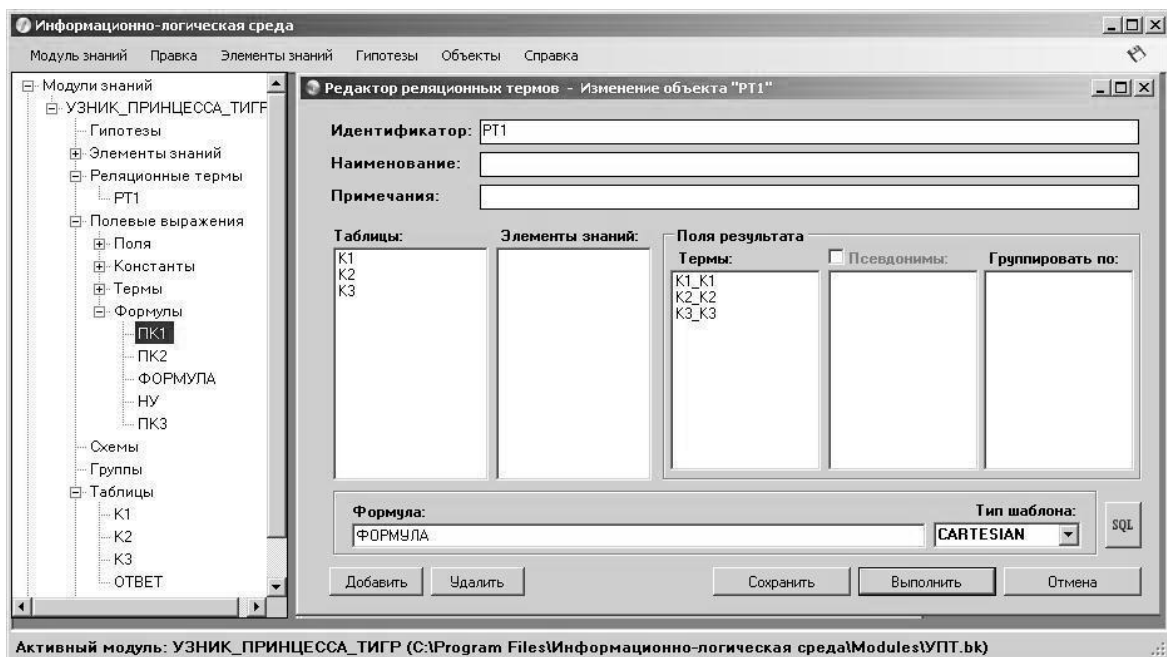 Информационно-логическая среда
Модуль знаний Правка Элементы знаний Гипотезы Объекты Справка
Модули знаний
УЗНИК_ПРИНЦЕССА_ТИГР
Гипотезы
Элементы знаний
Реляционные термы
РТ1
Полевые выражения
Поля
Константы
Термы
Формулы
ПК1
ПК2
ФОРМУЛА
НУ
ПК3
Схемы
Группы
Таблицы
К1
К2
К3
ОТВЕТ
Редактор реляционных термов - Изменение объекта "РТ1"
Идентификатор: РТ1
Наименование:
Примечания:
Таблицы:
К1
К2
К3
Элементы знаний:
Поля результата
Термы:
К1_К1
К2_К2
К3_К3
Псевдонимы:
Группировать по:
Формула:
ФОРМУЛА
Тип шаблона:
CARTESIAN
SQL
Добавить Удалить Сохранить Выполнить Отмена
Активный модуль: УЗНИК_ПРИНЦЕССА_ТИГР (C:\Program Files\Информационно-логическая среда\Modules\УПТ.bk)